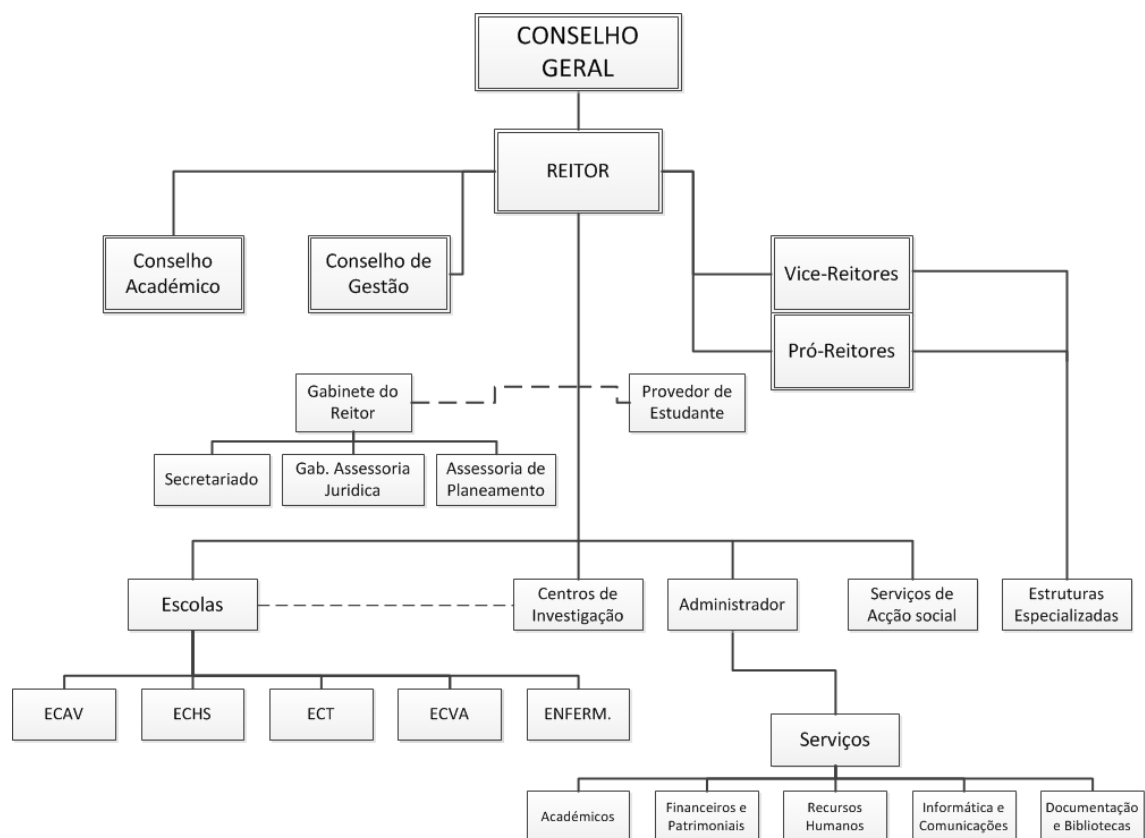 CONSELHO
GERAL
REITOR
Conselho
Académico
Conselho de
Gestão
Vice-Reitores
Pró-Reitores
Gabinete do
Reitor
Provedor de
Estudante
Secretariado
Gab. Assessoria
Juridica
Assessoria de
Planeamento
Escolas
Centros de
Investigação
Administrador
Serviços de
Acção social
Estruturas
Especializadas
ECAV
ECHS
ECT
ECVA
ENFERM.
Serviços
Académicos
Financeiros e
Patrimoniais
Recursos
Humanos
Informática e
Comunicações
Documentação
e Bibliotecas